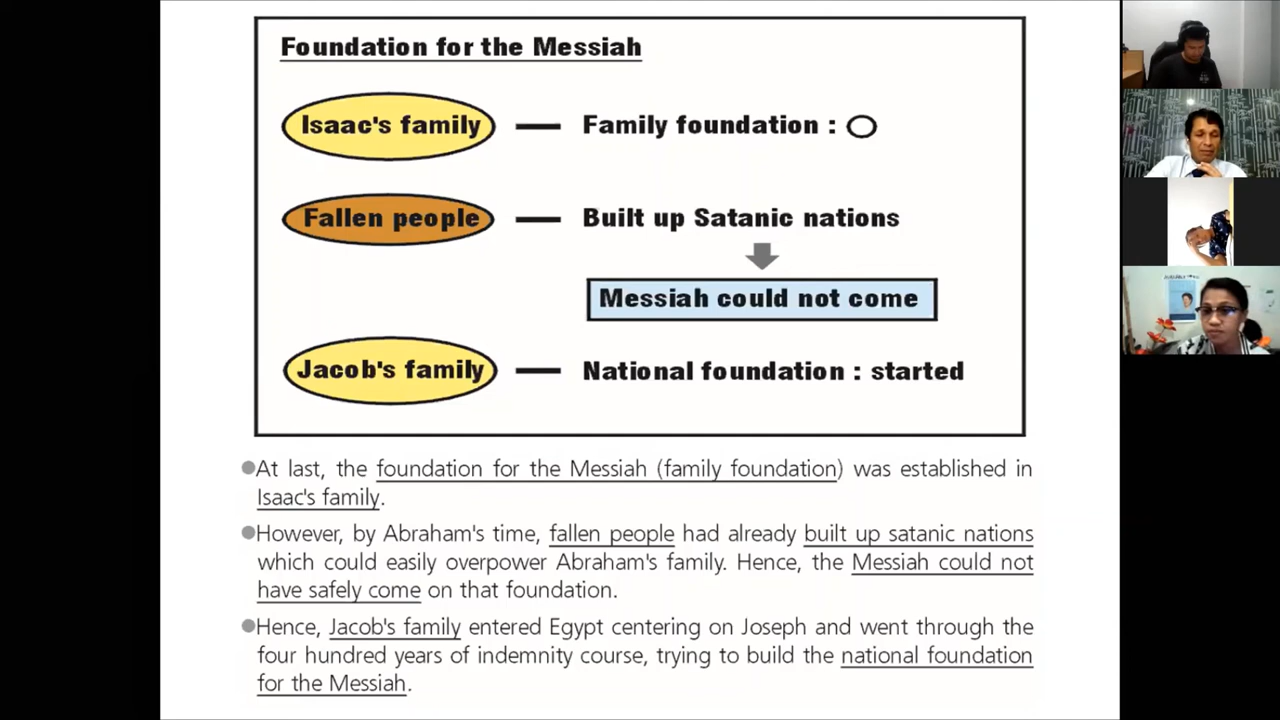 Foundation for the Messiah
Isaac's family — Family foundation : ○
Fallen people — Built up Satanic nations
Messiah could not come
Jacob's family — National foundation : started
●At last, the foundation for the Messiah (family foundation) was established in
Isaac's family.
●However, by Abraham's time, fallen people had already built up satanic nations
which could easily overpower Abraham's family. Hence, the Messiah could not
have safely come on that foundation.
●Hence, Jacob's family entered Egypt centering on Joseph and went through the
four hundred years of indemnity course, trying to build the national foundation
for the Messiah.